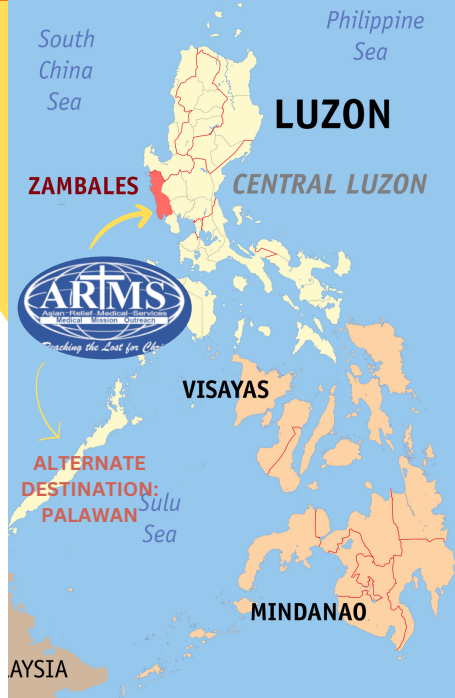 South
China
Sea
Philippine
Sea
LUZON
ZAMBALES
CENTRAL LUZON
ARMS
Asian-Relief-Medical-Services
Medical Mission Outreach
Reaching the Lost for Chri
VISAYAS
ALTERNATE
DESTINATION:
PALAWAN
Sulu
Sea
MINDANAO
AYSIA